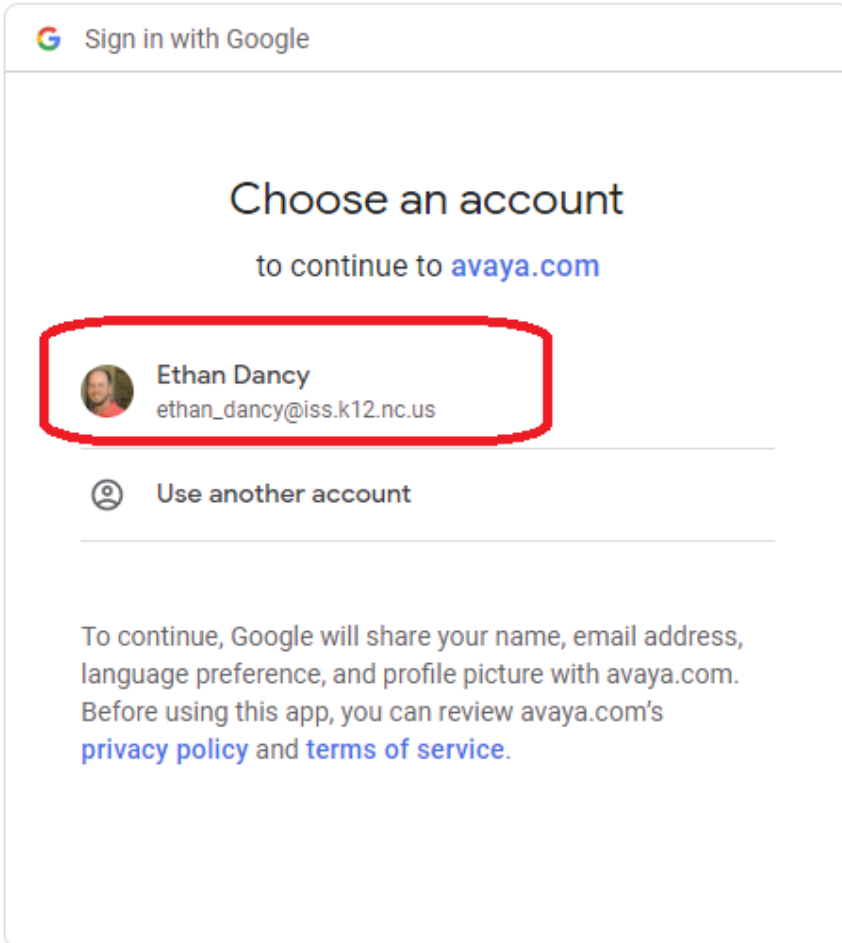 Sign in with Google
Choose an account
to continue to avaya.com
Ethan Dancy
ethan_dancy@iss.k12.nc.us
Use another account
To continue, Google will share your name, email address,
language preference, and profile picture with avaya.com.
Before using this app, you can review avaya.com’s
privacy policy and terms of service.